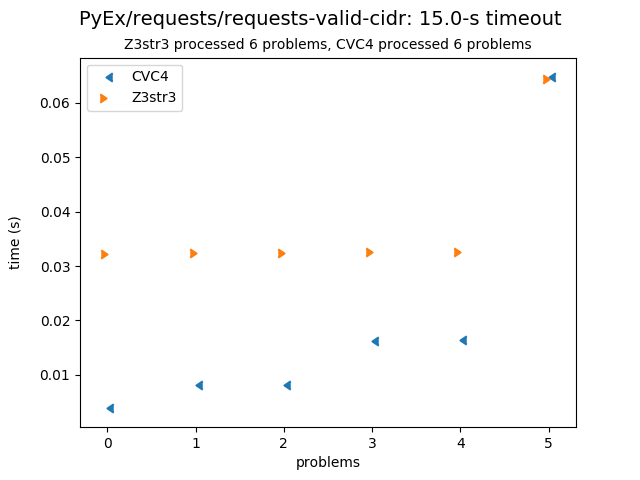 PyEx/requests/requests-valid-cidr: 15.0-s timeout
Z3str3 processed 6 problems, CVC4 processed 6 problems
CVC4
Z3str3
0.06
0.05
0.04
0.03
0.02
0.01
time (s)
0 1 2 3 4 5
problems